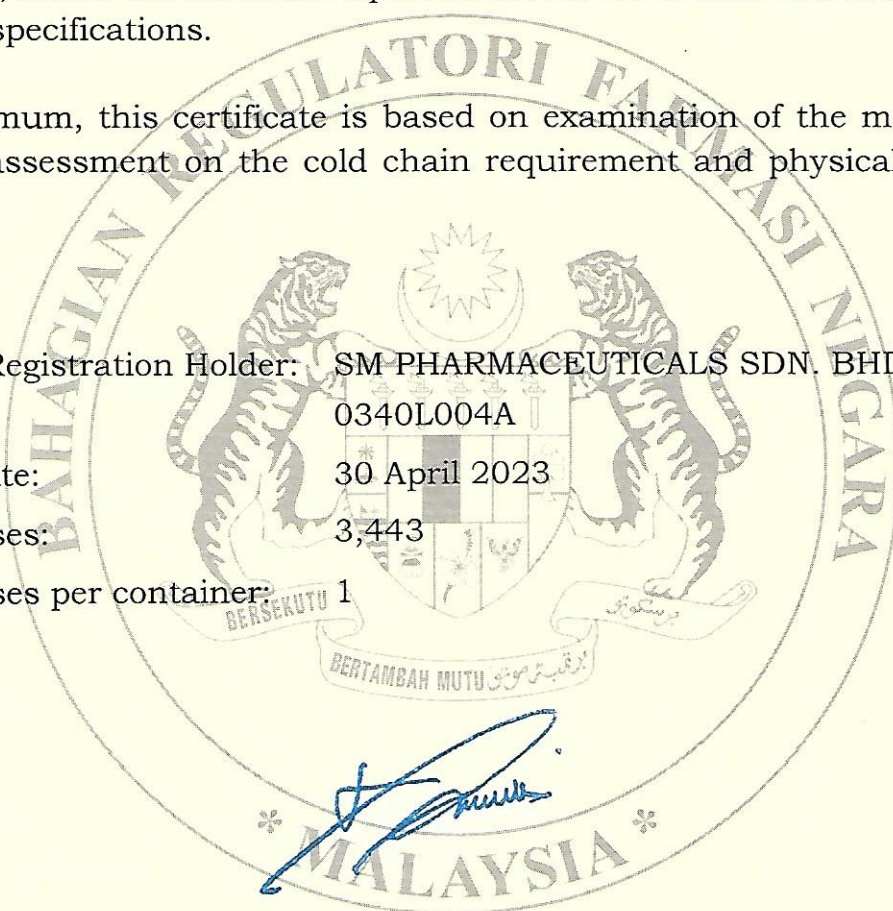 specifications.
mum, this certificate is based on examination of the m
assessment on the cold chain requirement and physical
Registration Holder: SM PHARMACEUTICALS SDN. BHD
0340L004A
te: 30 April 2023
ses: 3,443
ses per container: 1
BAHAGIAN REGULATORI FARMASI NEGARA
BERSEKUTU
BERTAMBAH MUTU
* MALAYSIA *